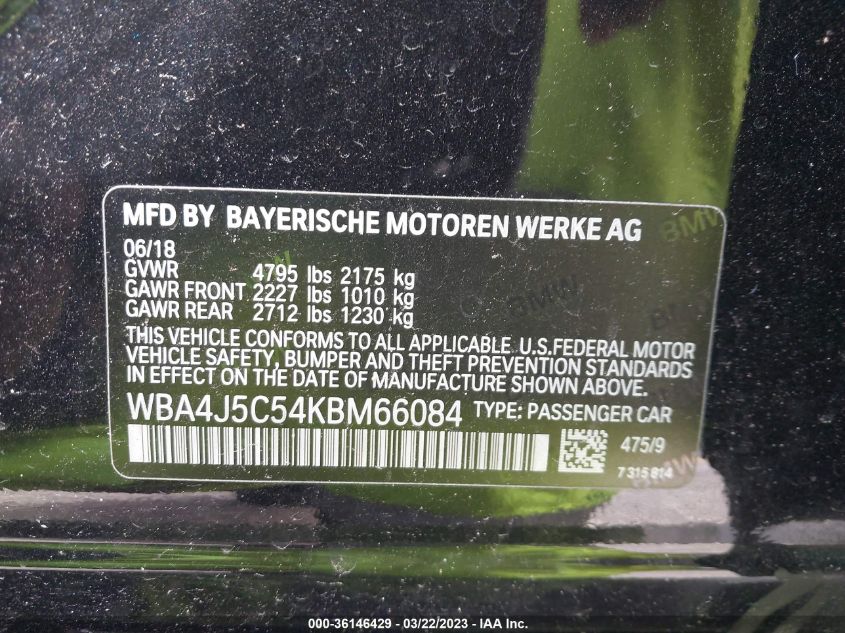 MFD BY BAYERISCHE MOTOREN WERKE AG
06/18
GVWR 4795 lbs 2175 kg
GAWR FRONT 2227 lbs 1010 kg
GAWR REAR 2712 lbs 1230 kg
THIS VEHICLE CONFORMS TO ALL APPLICABLE U.S.FEDERAL MOTOR
VEHICLE SAFETY, BUMPER AND THEFT PREVENTION STANDARDS
IN EFFECT ON THE DATE OF MANUFACTURE SHOWN ABOVE.
WBA4J5C54KBM66084 TYPE: PASSENGER CAR
475/9
7315814
BMW
BMW
000-36146429 - 03/22/2023 - IAA Inc.